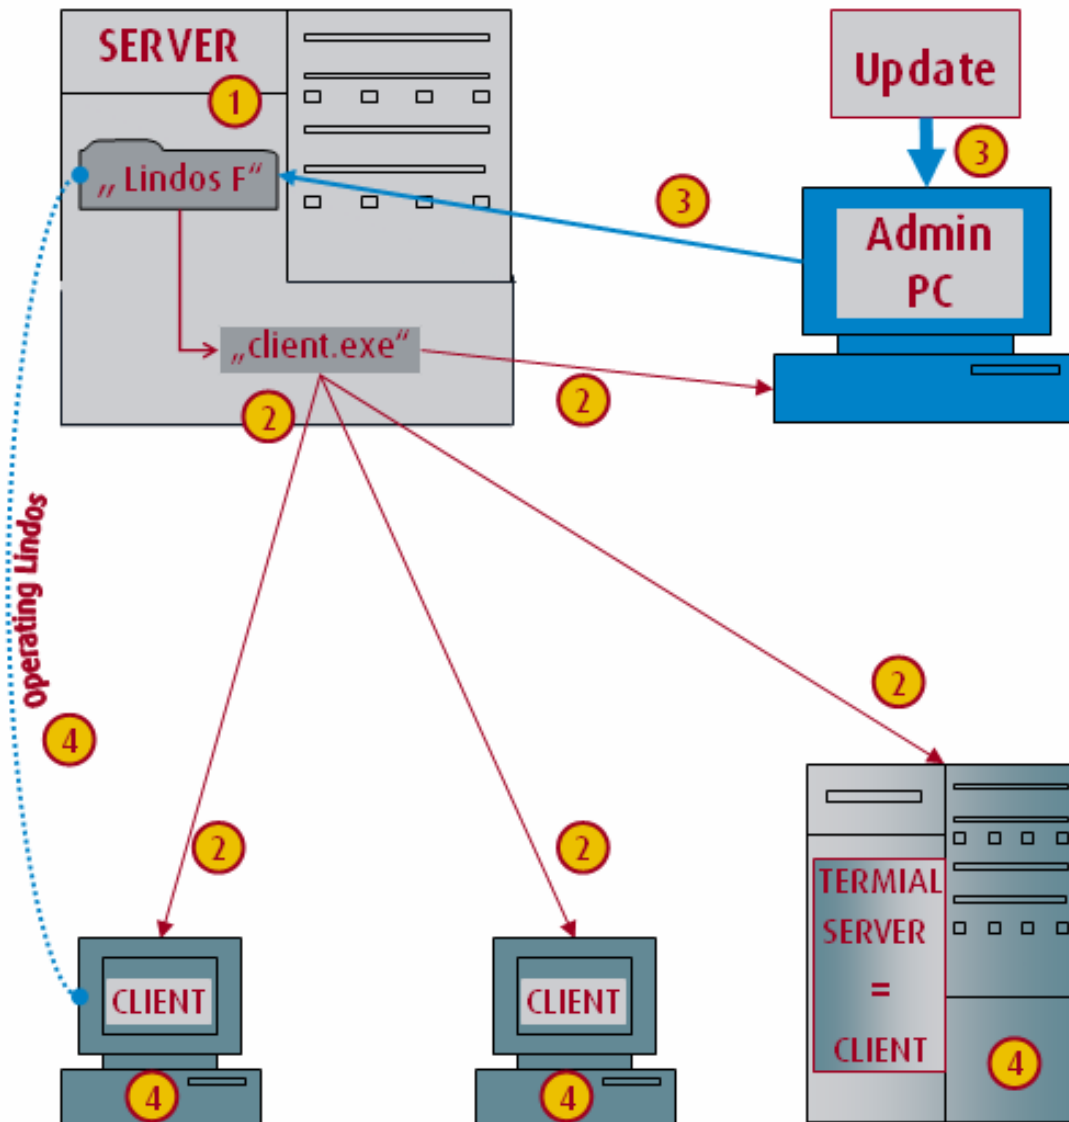 SERVER
1
Update
3
„ Lindos F“
3
Admin
PC
„client.exe“
2
2
Operating Lindos
2
4
2
2
TERMIAL
SERVER
=
CLIENT
CLIENT
CLIENT
4
4
4